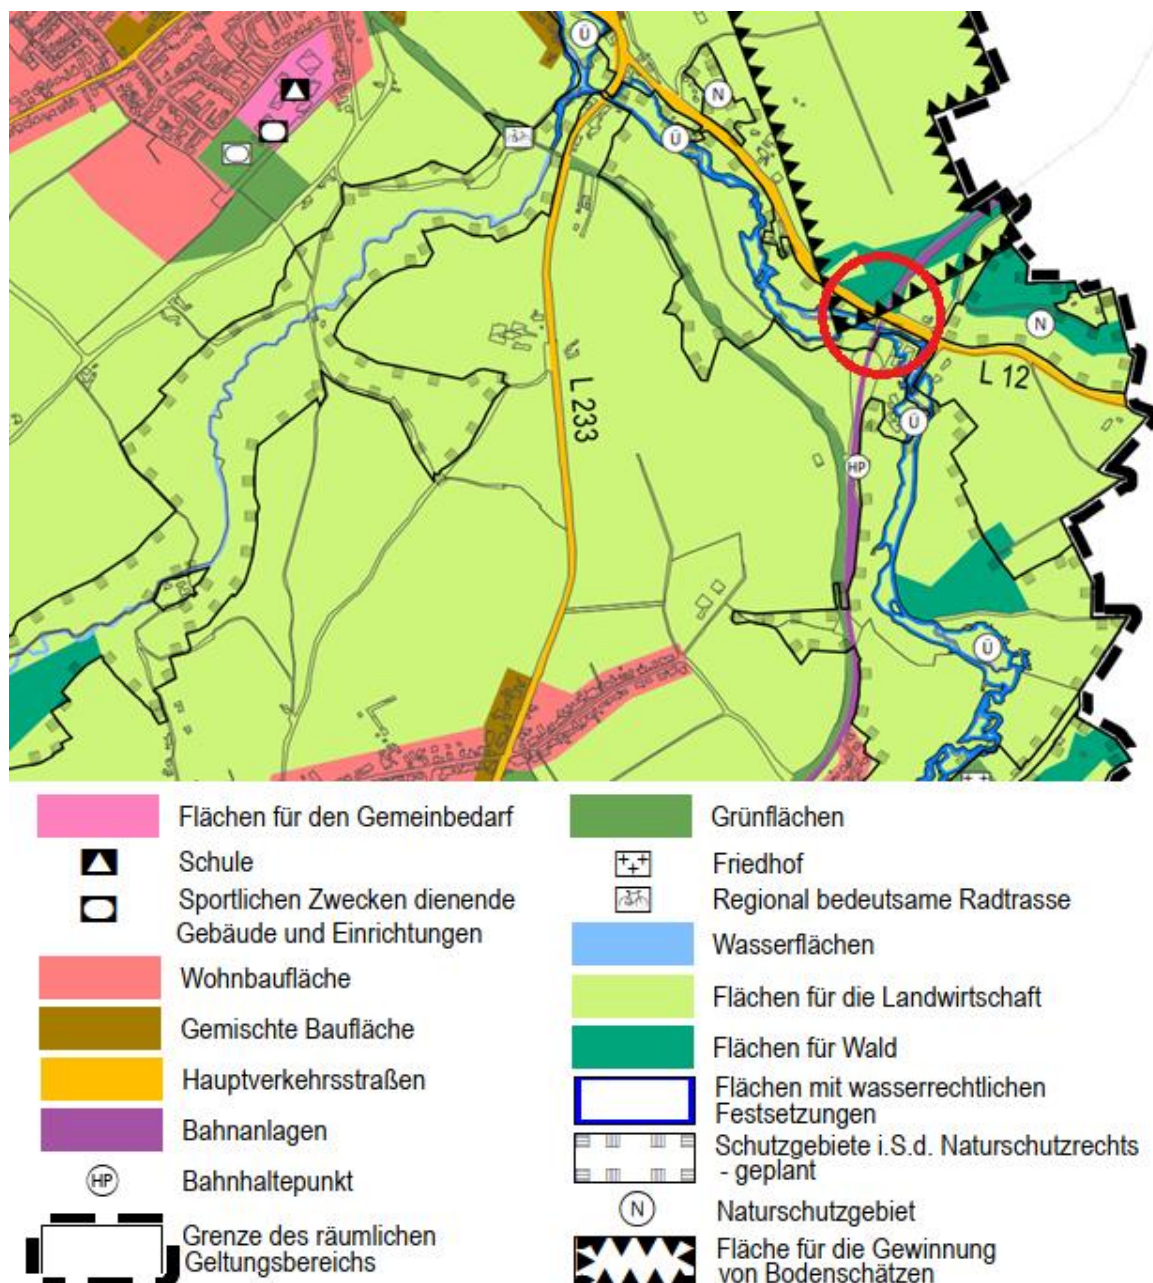 Ü
N
Ü
L 12
N
L 233
Ü
HP
Ü
Flächen für den Gemeinbedarf
Schule
Sportlichen Zwecken dienende
Gebäude und Einrichtungen
Wohnbaufläche
Gemischte Baufläche
Hauptverkehrsstraßen
Bahnanlagen
HP Bahnhaltepunkt
Grenze des räumlichen
Geltungsbereichs
Grünflächen
Friedhof
Regional bedeutsame Radtrasse
Wasserflächen
Flächen für die Landwirtschaft
Flächen für Wald
Flächen mit wasserrechtlichen
Festsetzungen
Schutzgebiete i.S.d. Naturschutzrechts
- geplant
N Naturschutzgebiet
Fläche für die Gewinnung
von Bodenschätzen